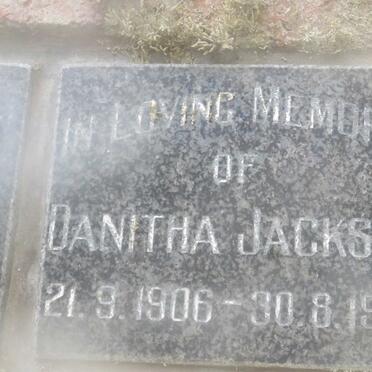 IN LOVING MEMOR
OF
DANITHA JACKS
21.9.1906 - 30.8.19